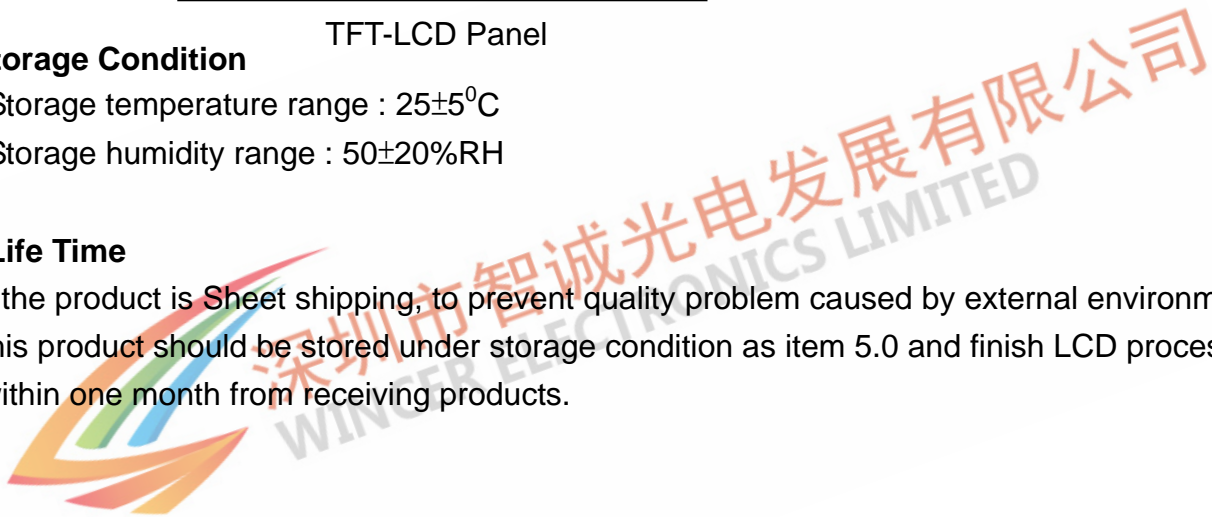 TFT-LCD Panel
torage Condition
Storage temperature range : 25±5⁰C
Storage humidity range : 50±20%RH
Life Time
the product is Sheet shipping, to prevent quality problem caused by external environm
his product should be stored under storage condition as item 5.0 and finish LCD proces
within one month from receiving products.
深圳市智诚光电发展有限公司
WINCER ELECTRONICS LIMITED